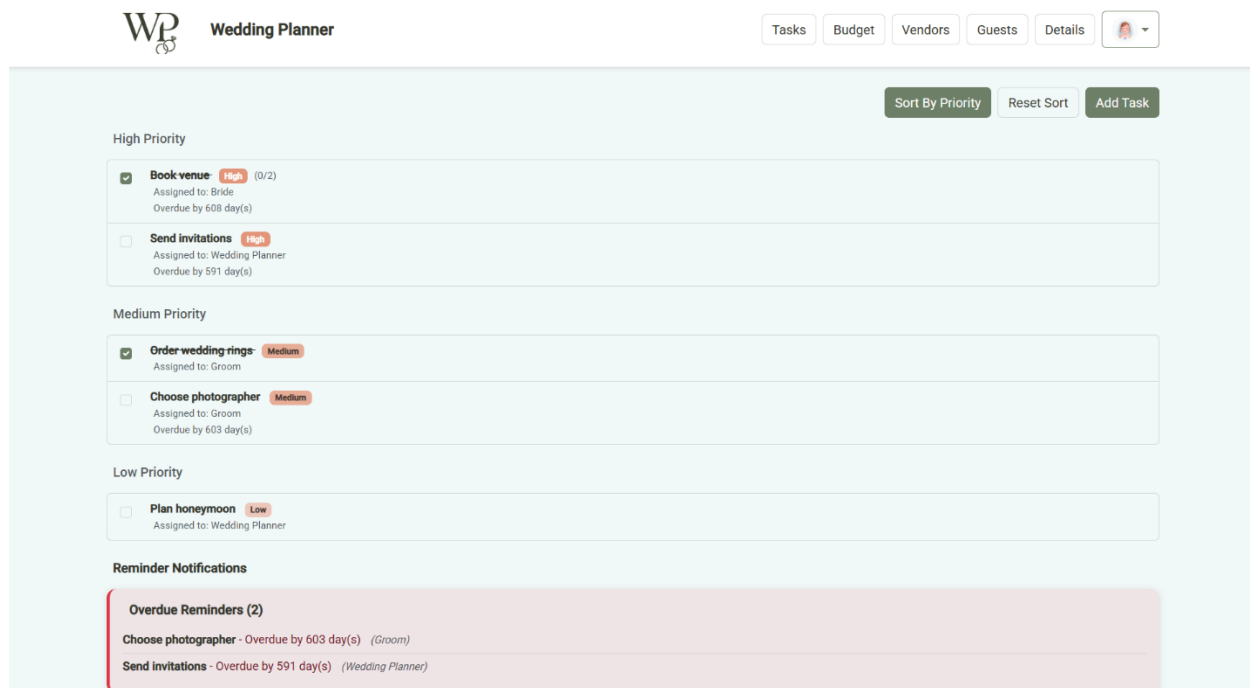 WP Wedding Planner
Tasks Budget Vendors Guests Details
Sort By Priority Reset Sort Add Task
High Priority
Book venue High (0/2)
Assigned to: Bride
Overdue by 608 day(s)
Send invitations High
Assigned to: Wedding Planner
Overdue by 591 day(s)
Medium Priority
Order wedding rings Medium
Assigned to: Groom
Choose photographer Medium
Assigned to: Groom
Overdue by 603 day(s)
Low Priority
Plan honeymoon Low
Assigned to: Wedding Planner
Reminder Notifications
Overdue Reminders (2)
Choose photographer - Overdue by 603 day(s) (Groom)
Send invitations - Overdue by 591 day(s) (Wedding Planner)